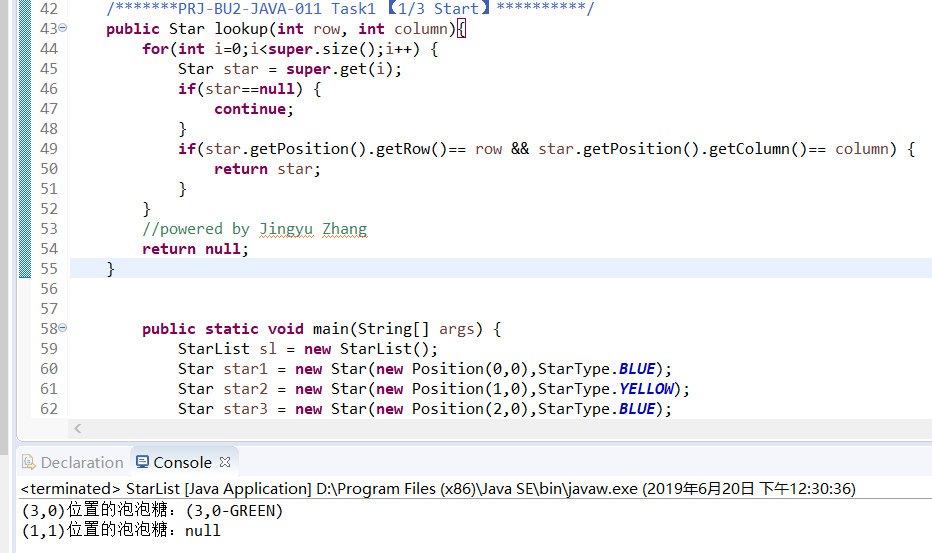 42 /*******PRJ-BU2-JAVA-011 Task1 【1/3 Start】**********/
43 public Star lookup(int row, int column){
44 for(int i=0;i<super.size();i++) {
45 Star star = super.get(i);
46 if(star==null) {
47 continue;
48 }
49 if(star.getPosition().getRow()== row && star.getPosition().getColumn()== column) {
50 return star;
51 }
52 }
53 //powered by Jingyu Zhang
54 return null;
55 }
56
57
58 public static void main(String[] args) {
59 StarList sl = new StarList();
60 Star star1 = new Star(new Position(0,0),StarType.BLUE);
61 Star star2 = new Star(new Position(1,0),StarType.YELLOW);
62 Star star3 = new Star(new Position(2,0),StarType.BLUE);
Declaration Console
<terminated> StarList [Java Application] D:\Program Files (x86)\Java SE\bin\javaw.exe (2019年6月20日 下午12:30:36)
(3,0)位置的泡泡糖: (3,0-GREEN)
(1,1)位置的泡泡糖: null